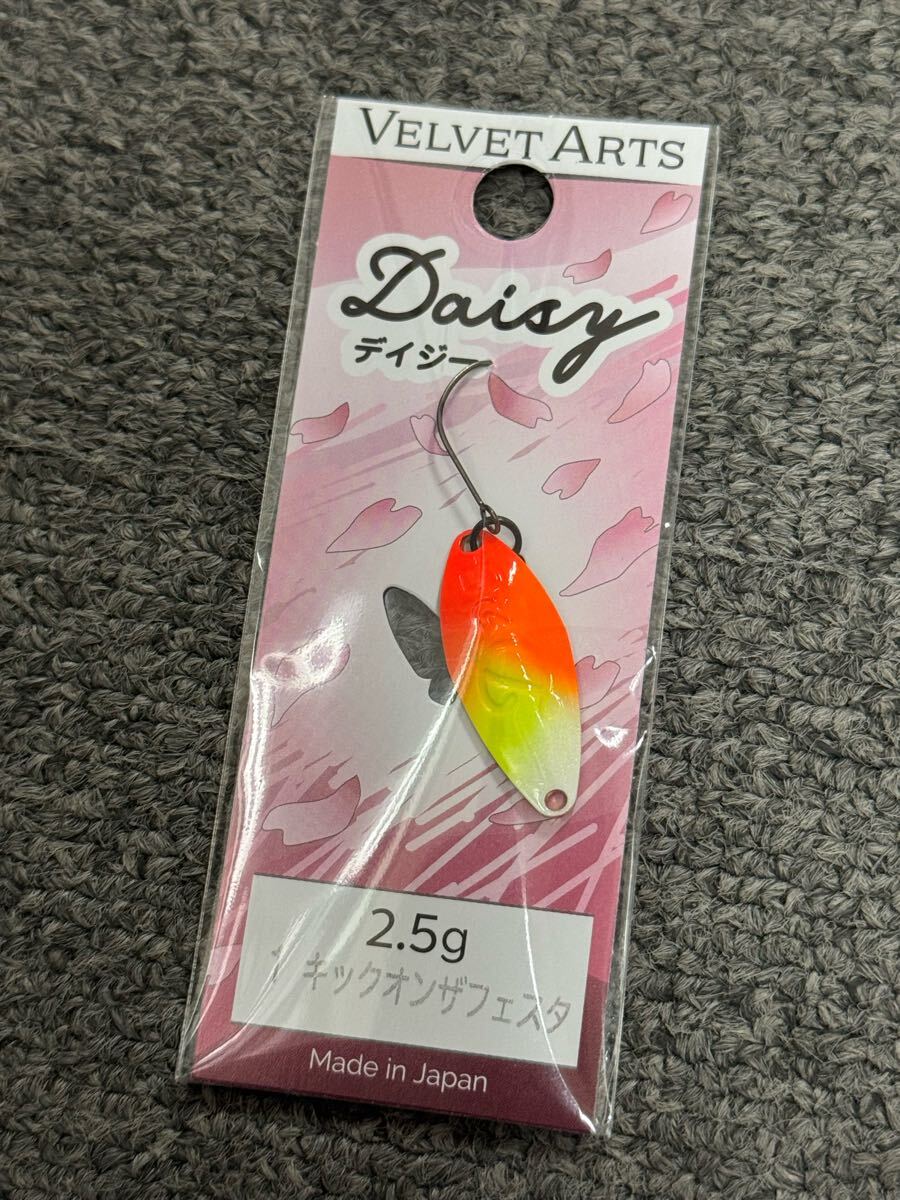 VELVET ARTS
Daisy
デイジー
2.5g
キックオンザフェスタ
Made in Japan